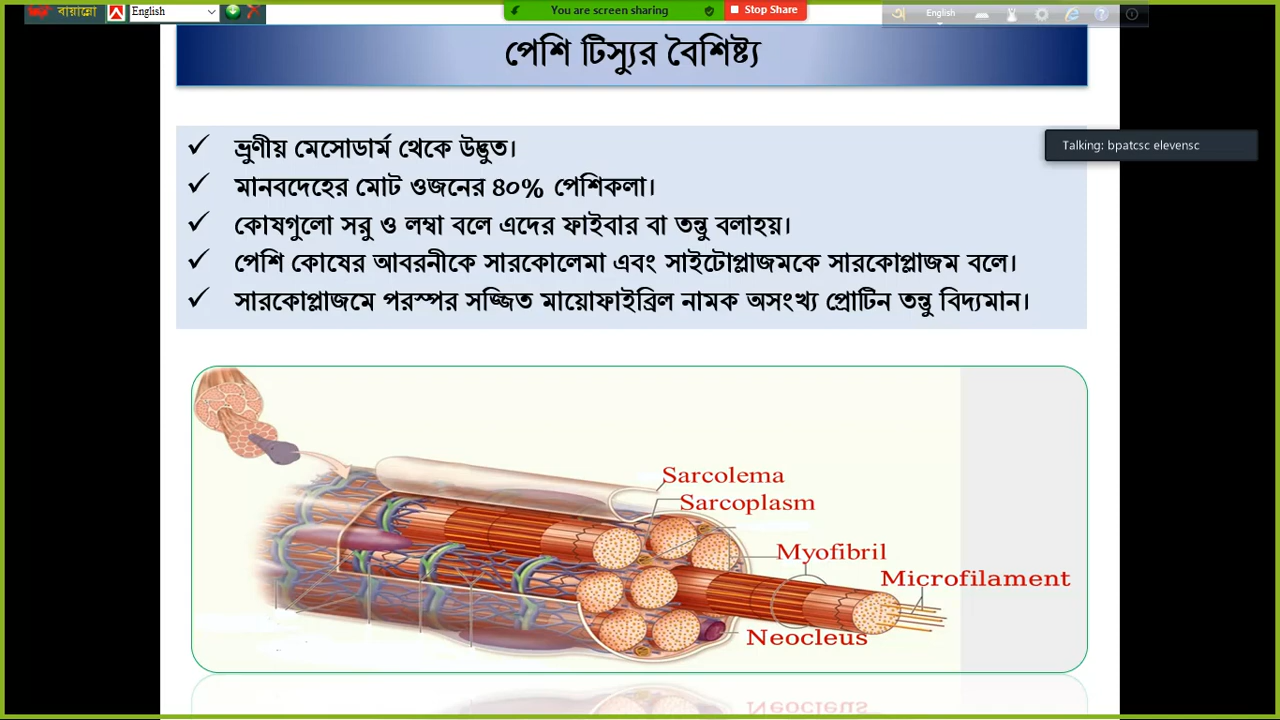 বায়ান্নো
English
You are screen sharing
Stop Share
English
পেশি টিস্যুর বৈশিষ্ট্য
Talking: bpatcsc elevensc
✓ ভ্রুণীয় মেসোডার্ম থেকে উদ্ভুত।
✓ মানবদেহের মোট ওজনের ৪০% পেশিকলা।
✓ কোষগুলো সরু ও লম্বা বলে এদের ফাইবার বা তন্তু বলাহয়।
✓ পেশি কোষের আবরনীকে সারকোলেমা এবং সাইটোপ্লাজমকে সারকোপ্লাজম বলে।
✓ সারকোপ্লাজমে পরস্পর সজ্জিত মায়োফাইব্রিল নামক অসংখ্য প্রোটিন তন্তু বিদ্যমান।
Sarcolema
Sarcoplasm
Myofibril
Microfilament
Neocleus
Neocleus